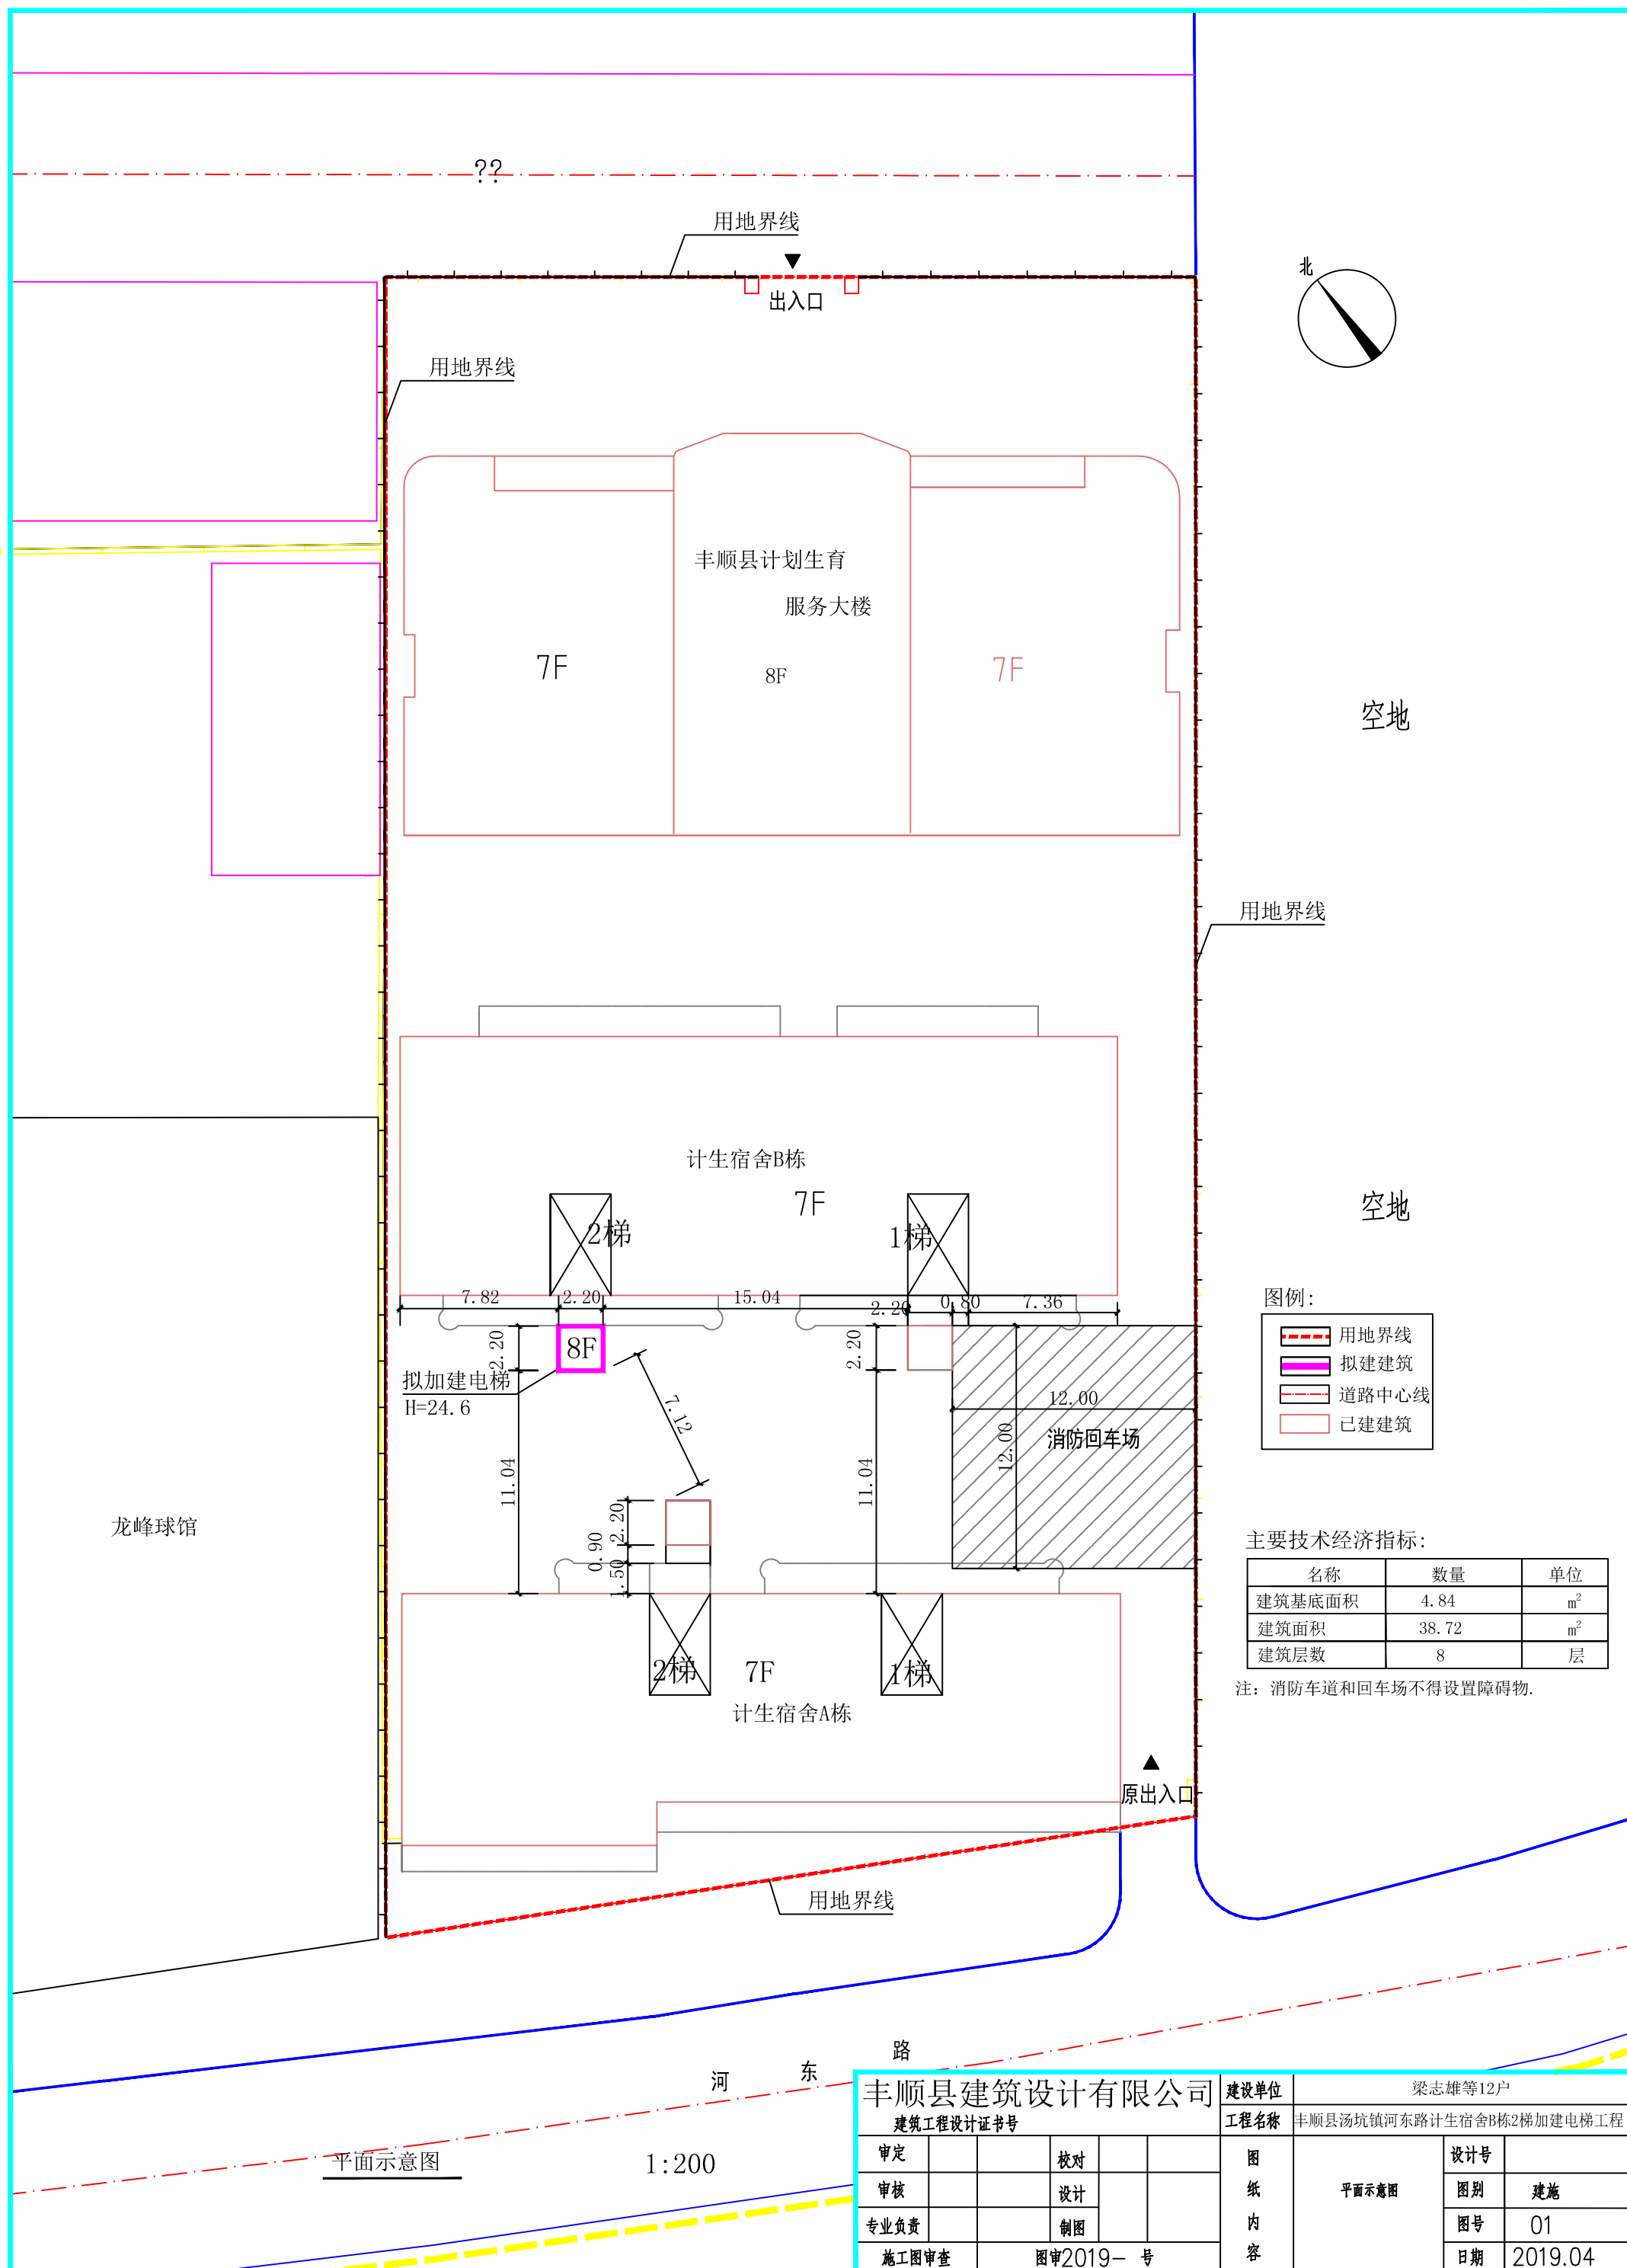 ??
用地界线
北
出入口
用地界线
丰顺县计划生育
服务大楼
7F
8F
7F
空地
用地界线
计生宿舍B栋
7F
2梯
1梯
空地
7.82
2.20
15.04
2.20
0.80
7.36
2.20
8F
2.20
拟加建电梯
H=24.6
7.12
12.00
消防回车场
12.00
11.04
11.04
图例:
用地界线
拟建建筑
道路中心线
已建建筑
龙峰球馆
2.20
0.90
1.50
主要技术经济指标:
名称 数量 单位
建筑基底面积 4.84 m²
建筑面积 38.72 m²
建筑层数 8 层
注: 消防车道和回车场不得设置障碍物.
2梯
7F
1梯
计生宿舍A栋
原出入口
用地界线
河 东 路
平面示意图 1:200
丰顺县建筑设计有限公司
建筑工程设计证书号
建设单位 梁志雄等12户
工程名称 丰顺县汤坑镇河东路计生宿舍B栋2梯加建电梯工程
审定 校对
审核 设计
专业负责 制图
施工图审查 图审2019- 号
图纸内容 平面示意图
设计号
图别 建施
图号 01
日期 2019.04